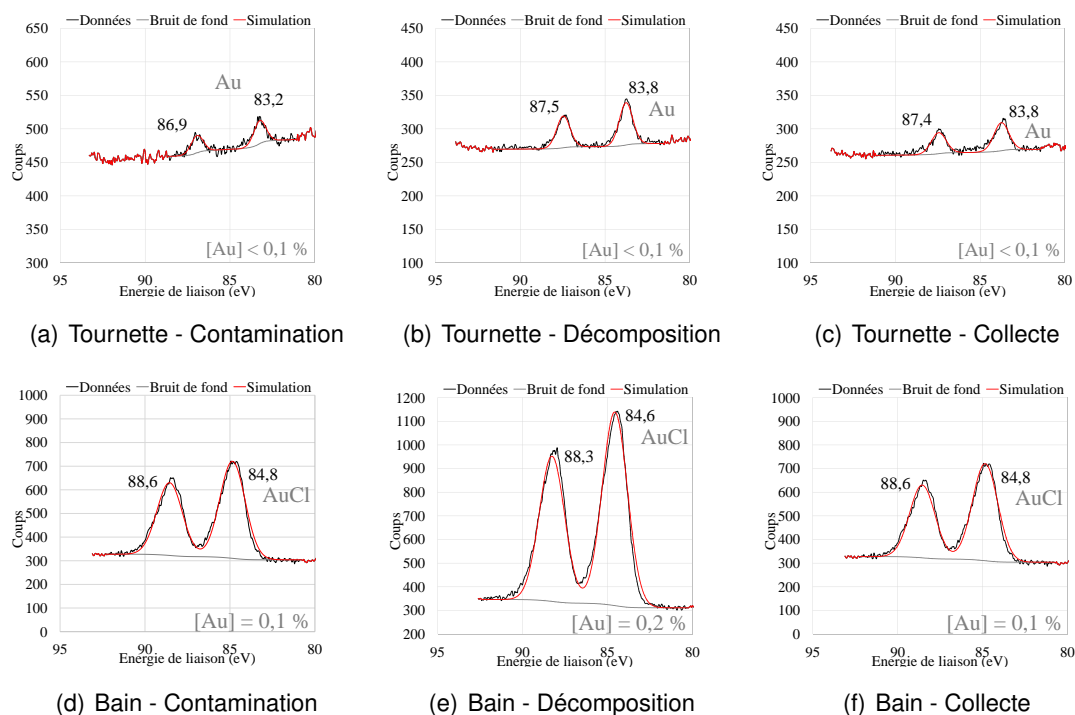 Données Bruit de fond Simulation
650
600
550
500
450
400
350
300
Coups
Au
83,2
86,9
[Au] < 0,1 %
95 90 85 80
Energie de liaison (eV)
(a) Tournette - Contamination
Données Bruit de fond Simulation
450
400
350
300
250
200
150
100
Coups
83,8
87,5
Au
[Au] < 0,1 %
95 90 85 80
Energie de liaison (eV)
(b) Tournette - Décomposition
Données Bruit de fond Simulation
450
400
350
300
250
200
150
100
Coups
83,8
87,4
Au
[Au] < 0,1 %
95 90 85 80
Energie de liaison (eV)
(c) Tournette - Collecte
Données Bruit de fond Simulation
1000
900
800
700
600
500
400
300
200
100
0
Coups
88,6
84,8
AuCl
[Au] = 0,1 %
95 90 85 80
Energie de liaison (eV)
(d) Bain - Contamination
Données Bruit de fond Simulation
1200
1100
1000
900
800
700
600
500
400
300
200
Coups
84,6
88,3
AuCl
[Au] = 0,2 %
95 90 85 80
Energie de liaison (eV)
(e) Bain - Décomposition
Données Bruit de fond Simulation
1000
900
800
700
600
500
400
300
200
100
0
Coups
88,6
84,8
AuCl
[Au] = 0,1 %
95 90 85 80
Energie de liaison (eV)
(f) Bain - Collecte